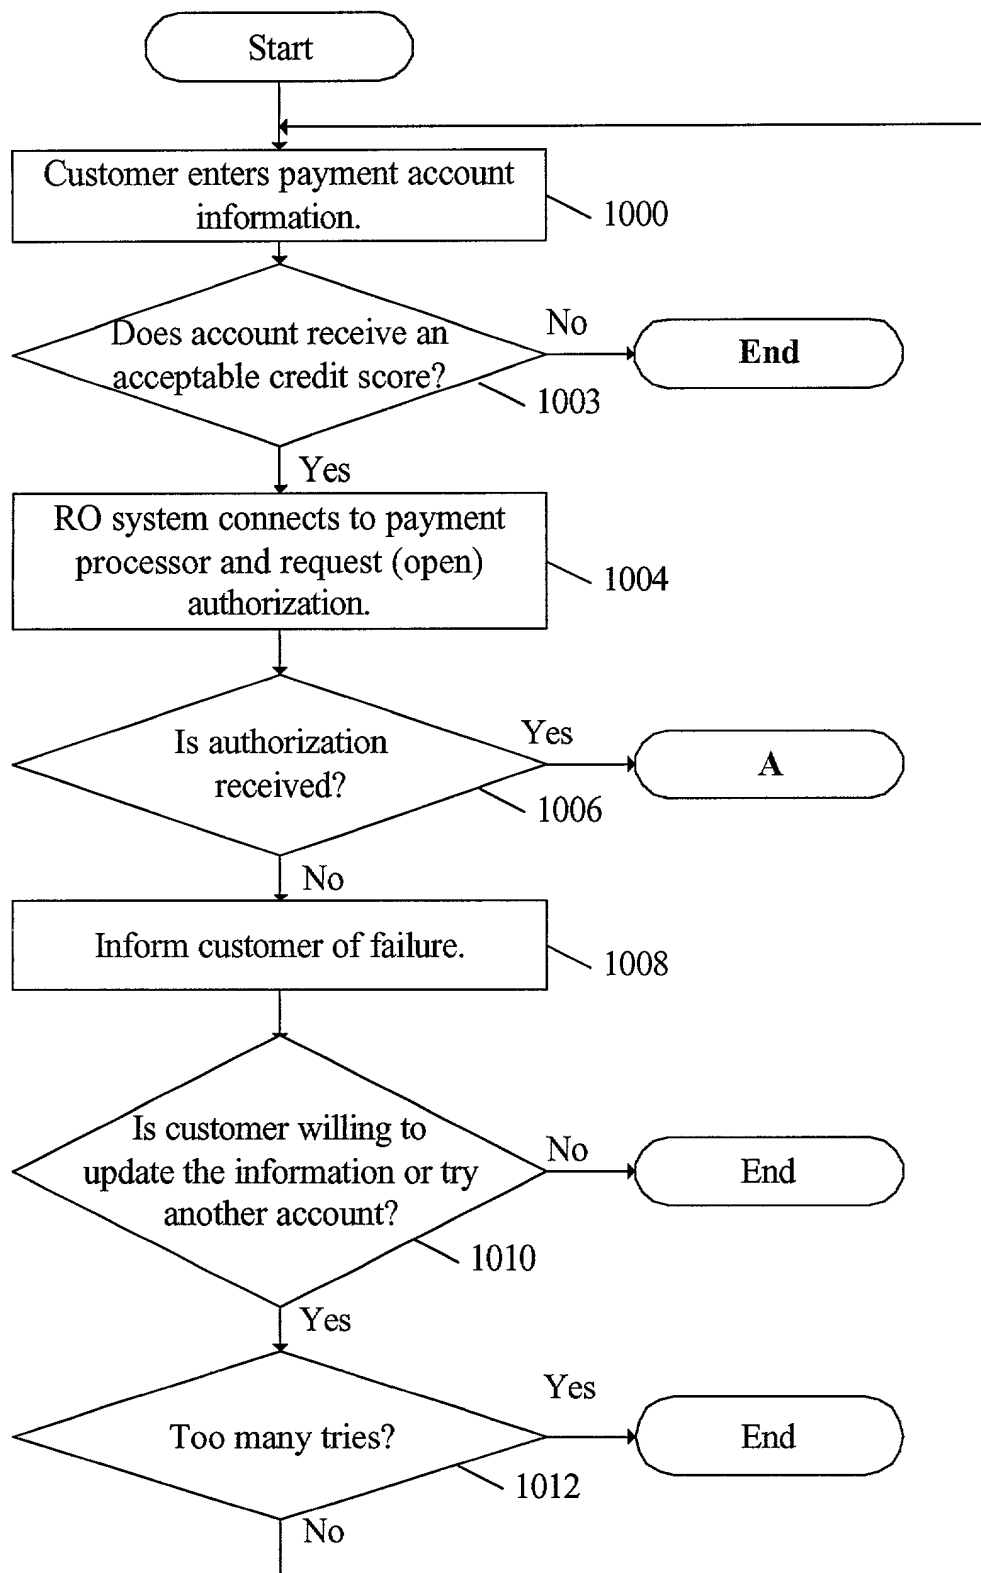 Start
Customer enters payment account
information.
1000
Does account receive an
acceptable credit score?
1003
No
End
Yes
RO system connects to payment
processor and request (open)
authorization.
1004
Is authorization
received?
1006
Yes
A
No
Inform customer of failure.
1008
Is customer willing to
update the information or try
another account?
1010
No
End
Yes
Too many tries?
1012
Yes
End
No